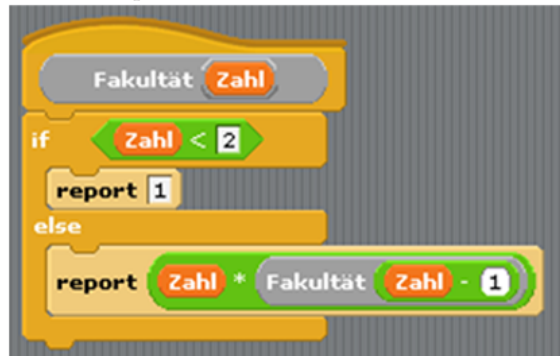 Fakultät Zahl
if Zahl < 2
report 1
else
report Zahl * Fakultät Zahl - 1